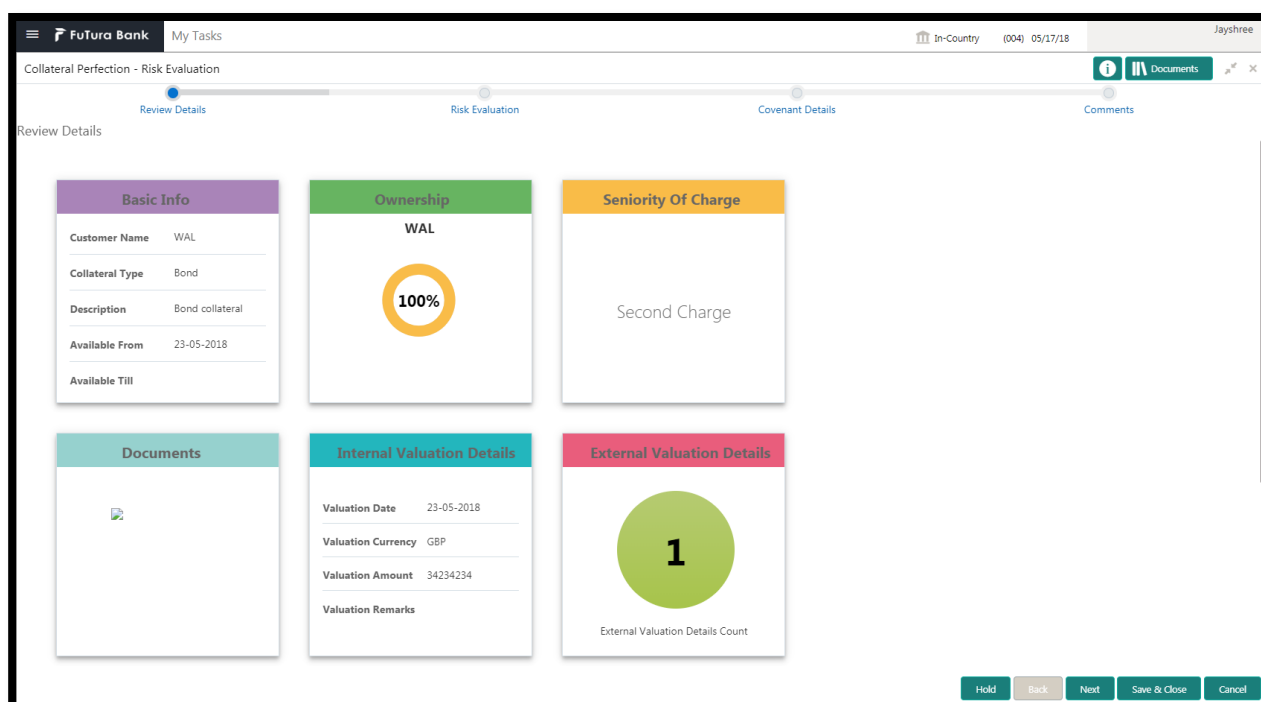 FuTura Bank My Tasks In-Country (004) 05/17/18 Jayshree
Collateral Perfection - Risk Evaluation i Documents
Review Details Risk Evaluation Covenant Details Comments
Review Details
Basic Info
Customer Name WAL
Collateral Type Bond
Description Bond collateral
Available From 23-05-2018
Available Till
Ownership
WAL
100%
Seniority Of Charge
Second Charge
Documents
Internal Valuation Details
Valuation Date 23-05-2018
Valuation Currency GBP
Valuation Amount 34234234
Valuation Remarks
External Valuation Details
1
External Valuation Details Count
Hold Back Next Save & Close Cancel